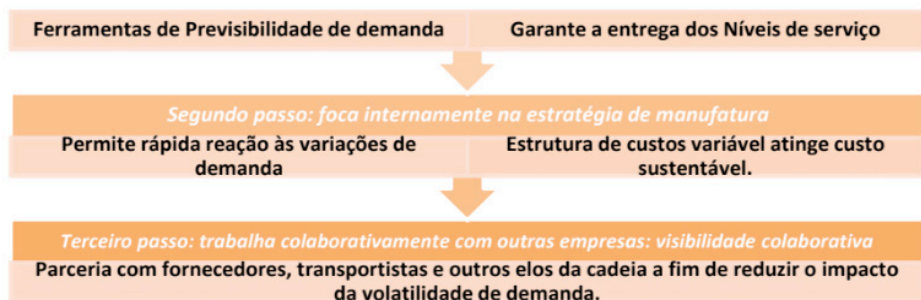 Ferramentas de Previsibilidade de demanda
Garante a entrega dos Níveis de serviço
Segundo passo: foca internamente na estratégia de manufatura
Permite rápida reação às variações de
demanda
Estrutura de custos variável atinge custo
sustentável.
Terceiro passo: trabalha colaborativamente com outras empresas: visibilidade colaborativa
Parceria com fornecedores, transportistas e outros elos da cadeia a fim de reduzir o impacto
da volatilidade de demanda.